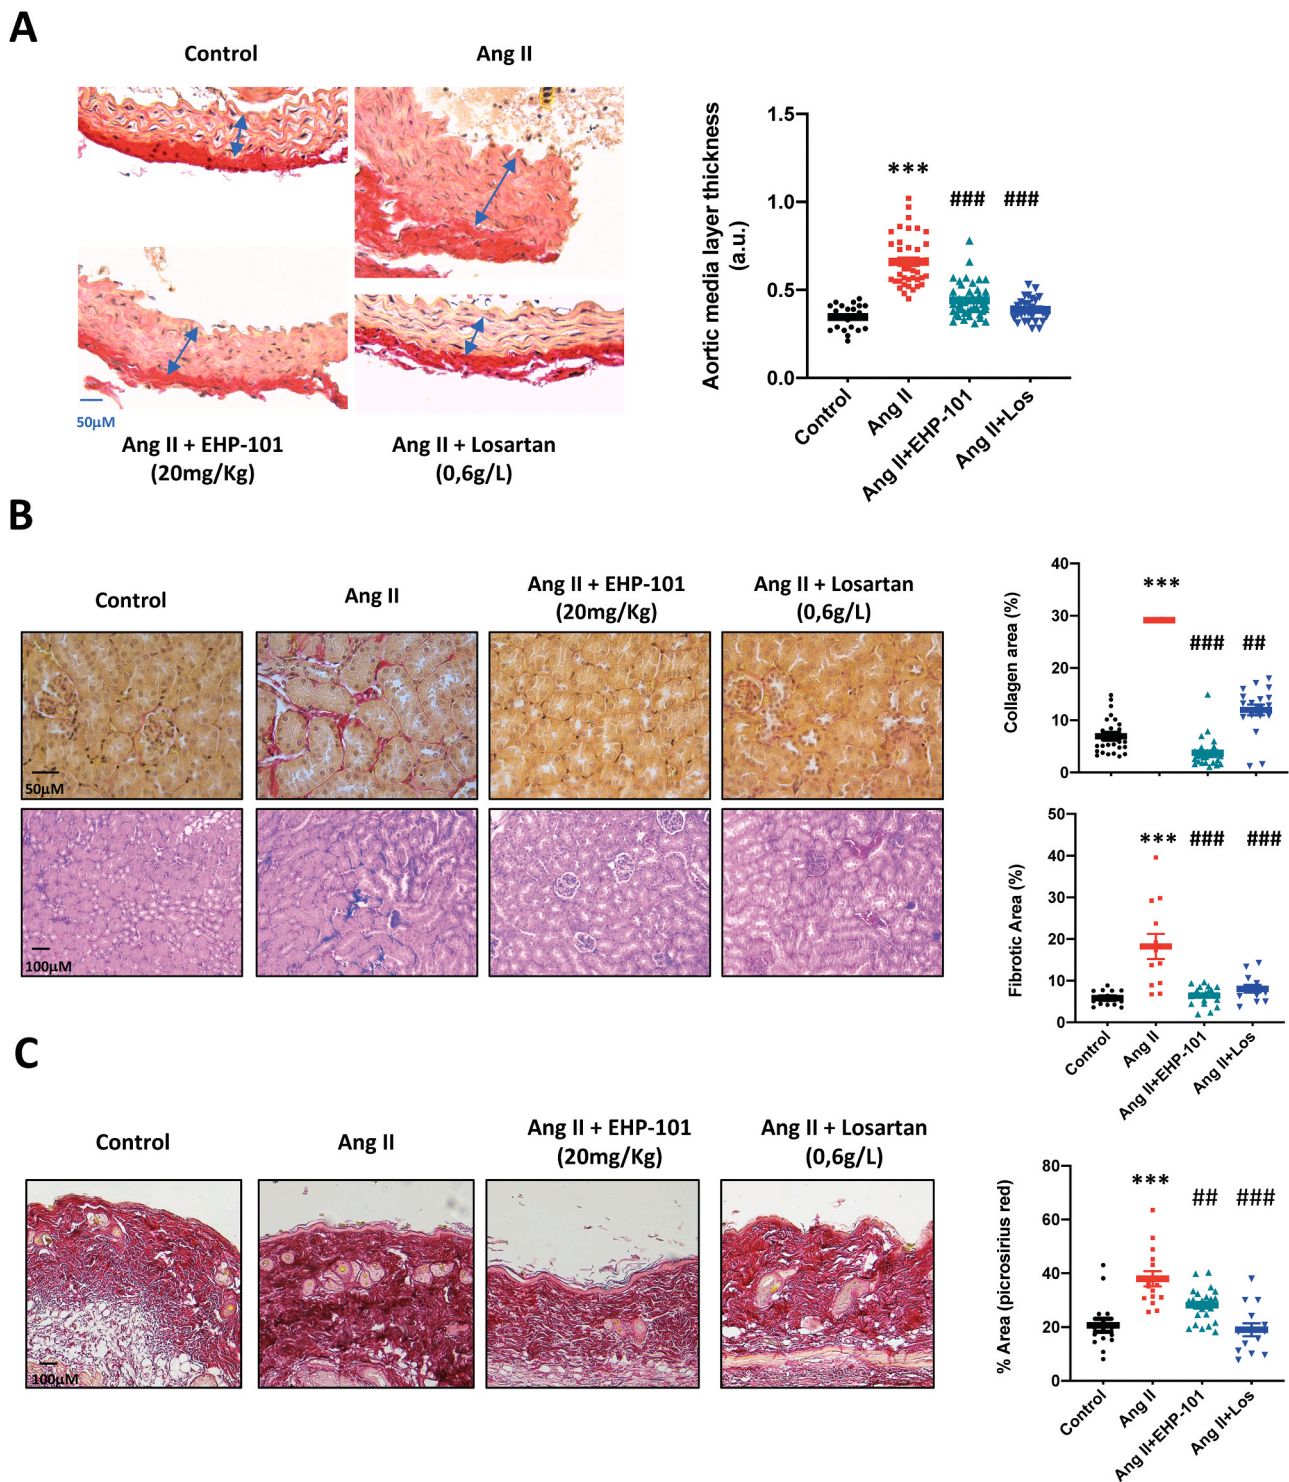 A
Control
Ang II
50µM
Ang II + EHP-101
(20mg/Kg)
Ang II + Losartan
(0,6g/L)
Aortic media layer thickness
(a.u.)
1.5
1.0
0.5
0.0
***
###
###
Control
Ang II
Ang II+EHP-101
Ang II+Los
B
Control
Ang II
Ang II + EHP-101
(20mg/Kg)
Ang II + Losartan
(0,6g/L)
50µM
100µM
Collagen area (%)
40
30
20
10
0
***
###
##
Fibrotic Area (%)
50
40
30
20
10
0
***
###
###
Control
Ang II
Ang II+EHP-101
Ang II+Los
C
Control
Ang II
Ang II + EHP-101
(20mg/Kg)
Ang II + Losartan
(0,6g/L)
100µM
% Area (picrosirius red)
80
60
40
20
0
***
##
###
Control
Ang II
Ang II+EHP-101
Ang II+Los